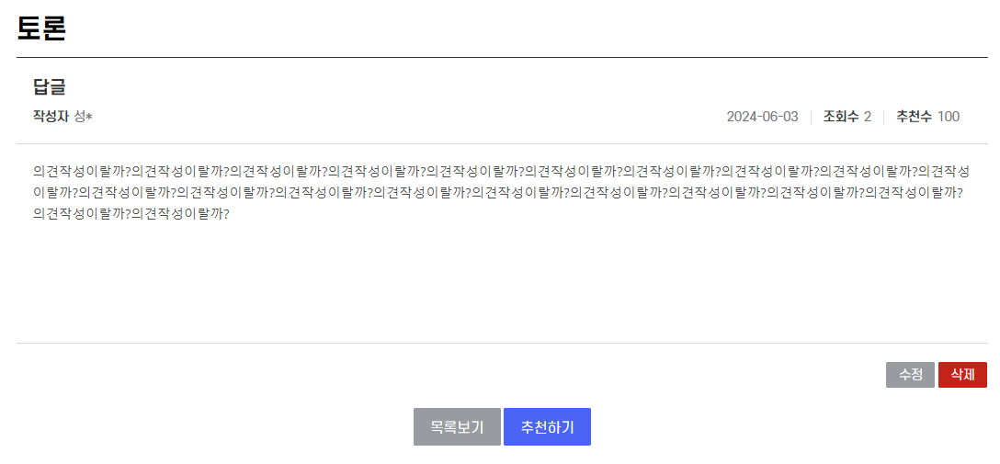 토론
답글
작성자 성*
2024-06-03 조회수 2 추천수 100
의견작성이랄까?의견작성이랄까?의견작성이랄까?의견작성이랄까?의견작성이랄까?의견작성이랄까?의견작성이랄까?의견작성이랄까?의견작성이랄까?의견작성
이랄까?의견작성이랄까?의견작성이랄까?의견작성이랄까?의견작성이랄까?의견작성이랄까?의견작성이랄까?의견작성이랄까?의견작성이랄까?의견작성이랄까?
의견작성이랄까?의견작성이랄까?
수정 삭제
목록보기 추천하기